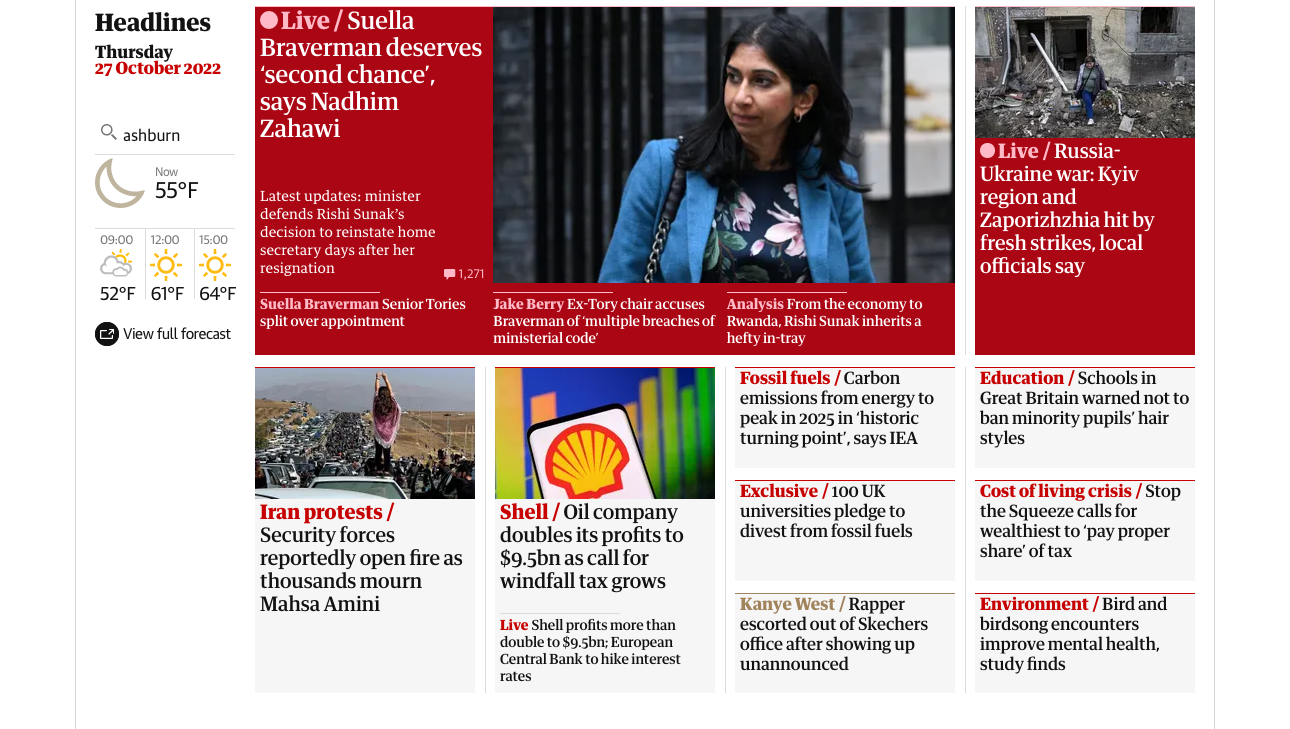 Headlines
Thursday
27 October 2022
ashburn
Now
55°F
09:00
12:00
15:00
52°F
61°F
64°F
View full forecast
Live / Suella
Braverman deserves
‘second chance’,
says Nadhim
Zahawi
Latest updates: minister
defends Rishi Sunak’s
decision to reinstate home
secretary days after her
resignation
1,271
Suella Braverman Senior Tories
split over appointment
Jake Berry Ex-Tory chair accuses
Braverman of ‘multiple breaches of
ministerial code’
Analysis From the economy to
Rwanda, Rishi Sunak inherits a
hefty in-tray
Live / Russia-
Ukraine war: Kyiv
region and
Zaporizhzhia hit by
fresh strikes, local
officials say
Iran protests /
Security forces
reportedly open fire as
thousands mourn
Mahsa Amini
Shell / Oil company
doubles its profits to
$9.5bn as call for
windfall tax grows
Live Shell profits more than
double to $9.5bn; European
Central Bank to hike interest
rates
Fossil fuels / Carbon
emissions from energy to
peak in 2025 in ‘historic
turning point’, says IEA
Exclusive / 100 UK
universities pledge to
divest from fossil fuels
Kanye West / Rapper
escorted out of Skechers
office after showing up
unannounced
Education / Schools in
Great Britain warned not to
ban minority pupils’ hair
styles
Cost of living crisis / Stop
the Squeeze calls for
wealthiest to ‘pay proper
share’ of tax
Environment / Bird and
birdsong encounters
improve mental health,
study finds